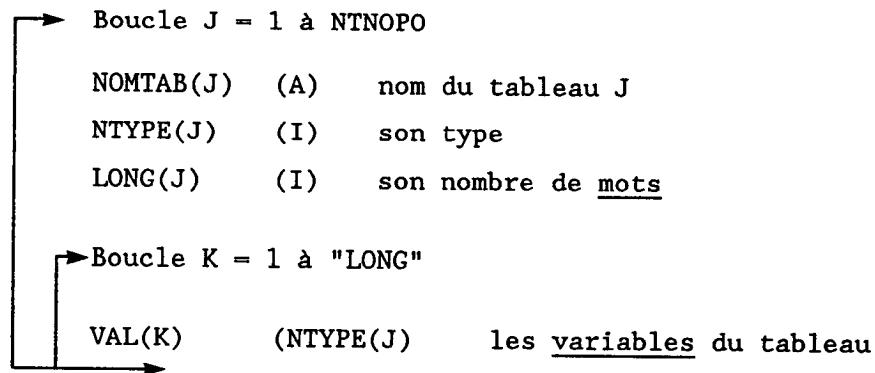 Boucle J = 1 à NTNOPO
NOMTAB(J) (A) nom du tableau J
NTYPE(J) (I) son type
LONG(J) (I) son nombre de mots
Boucle K = 1 à "LONG"
VAL(K) (NTYPE(J) les variables du tableau